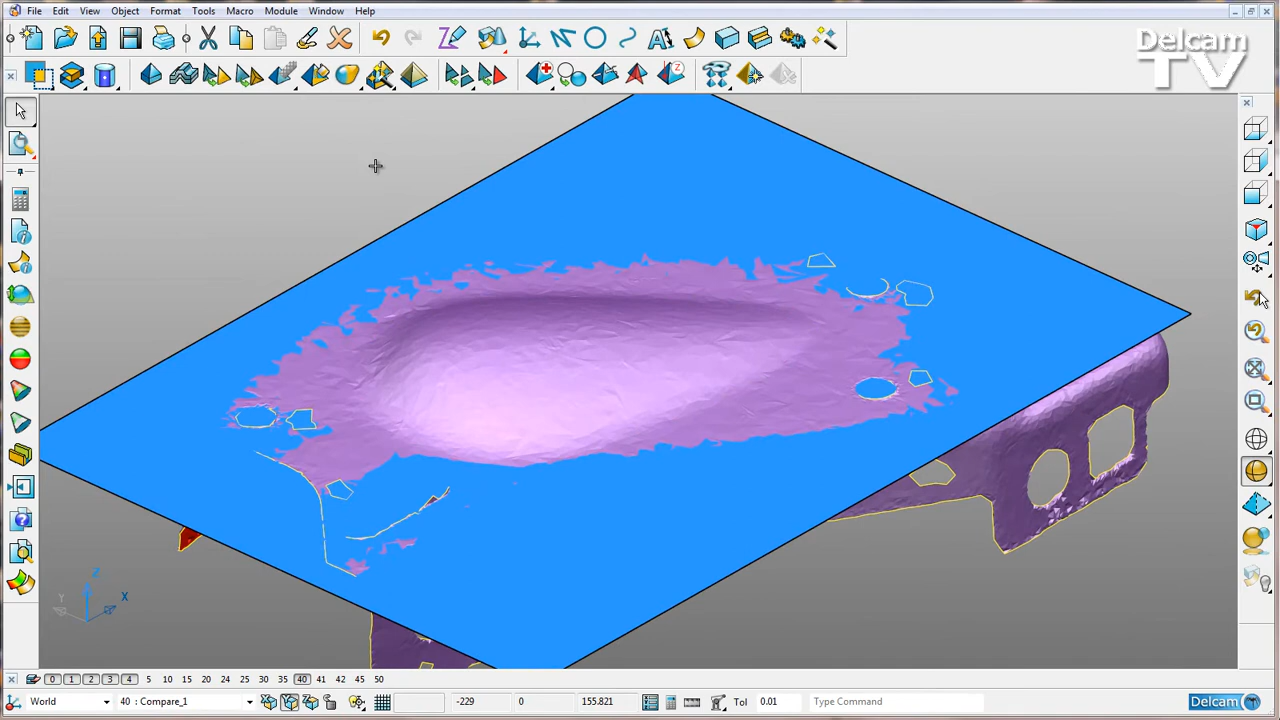 File Edit View Object Format Tools Macro Module Window Help
Delcam
TV
Z
Y X
0 1 2 3 4 5 10 15 20 25 30 35 40 41 42 45 50
World 40 : Compare_1 -229 0 155.821 Tol 0.01 Type Command Delcam